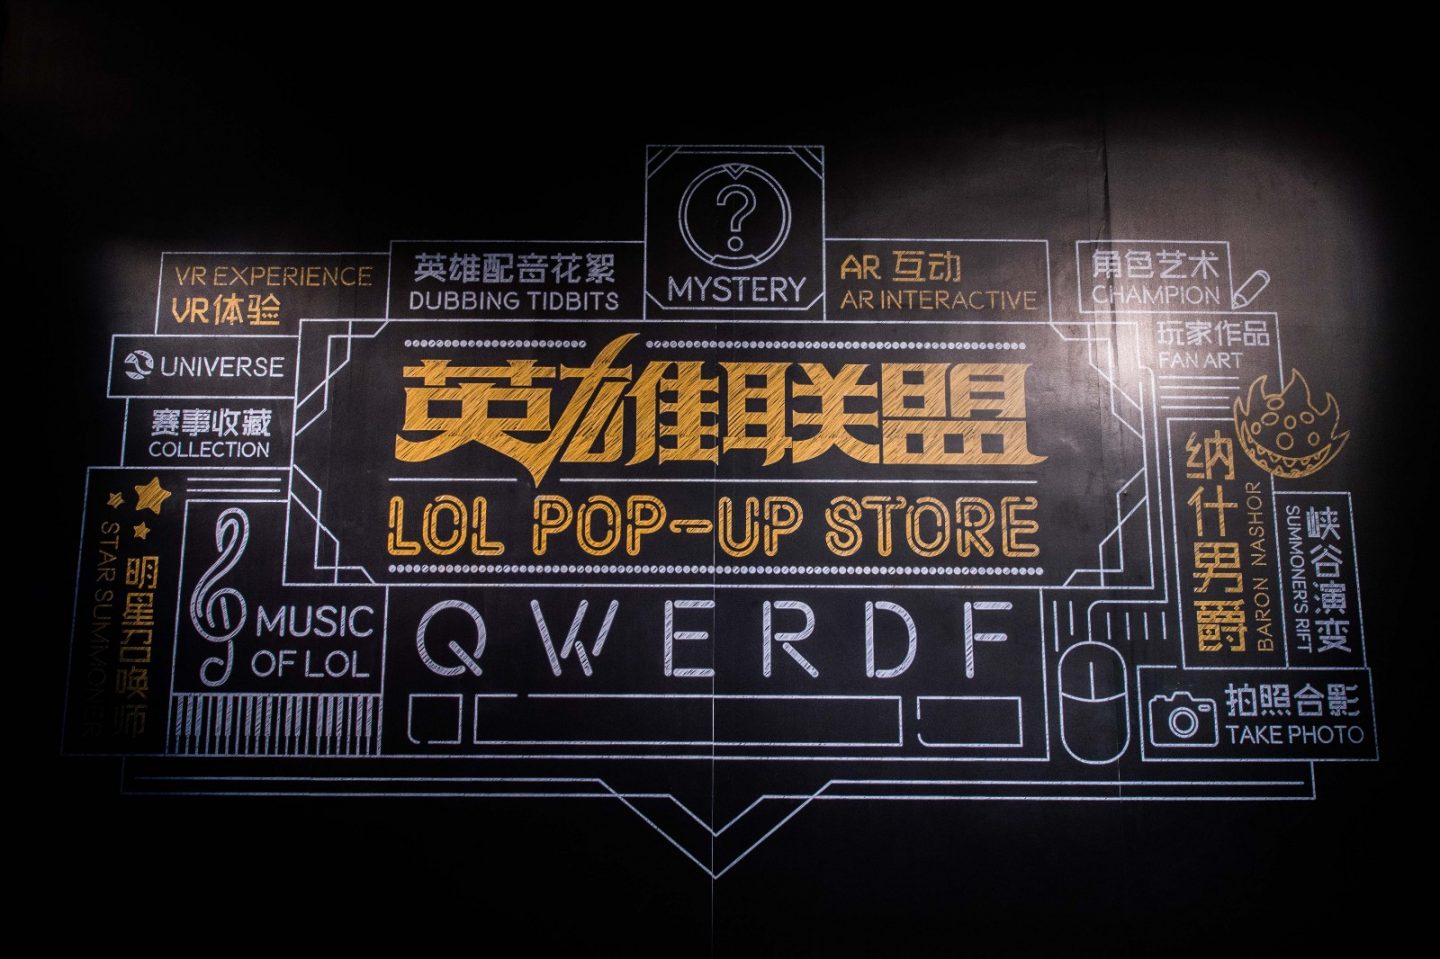 ?
MYSTERY
VR EXPERIENCE
VR体验
英雄配音花絮
DUBBING TIDBITS
AR 互动
AR INTERACTIVE
角色艺术
CHAMPION
UNIVERSE
玩家作品
FAN ART
赛事收藏
COLLECTION
英雄联盟
LOL POP-UP STORE
明星召唤师
STAR SUMMONER
MUSIC
OF LOL
QWERDF
纳什男爵
BARON NASHOR
峡谷演变
SUMMONER'S RIFT
拍照合影
TAKE PHOTO